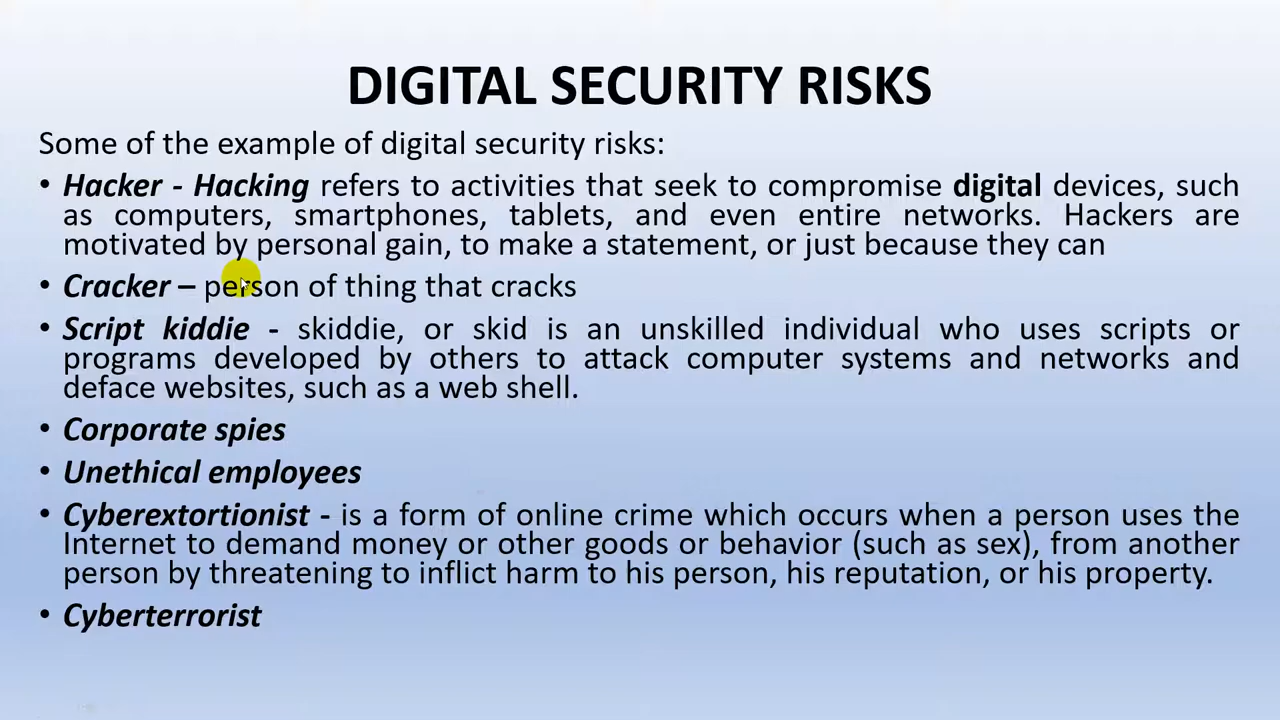 DIGITAL SECURITY RISKS
Some of the example of digital security risks:
• Hacker - Hacking refers to activities that seek to compromise digital devices, such
as computers, smartphones, tablets, and even entire networks. Hackers are
motivated by personal gain, to make a statement, or just because they can
• Cracker – person of thing that cracks
• Script kiddie - skiddie, or skid is an unskilled individual who uses scripts or
programs developed by others to attack computer systems and networks and
deface websites, such as a web shell.
• Corporate spies
• Unethical employees
• Cyberextortionist - is a form of online crime which occurs when a person uses the
Internet to demand money or other goods or behavior (such as sex), from another
person by threatening to inflict harm to his person, his reputation, or his property.
• Cyberterrorist